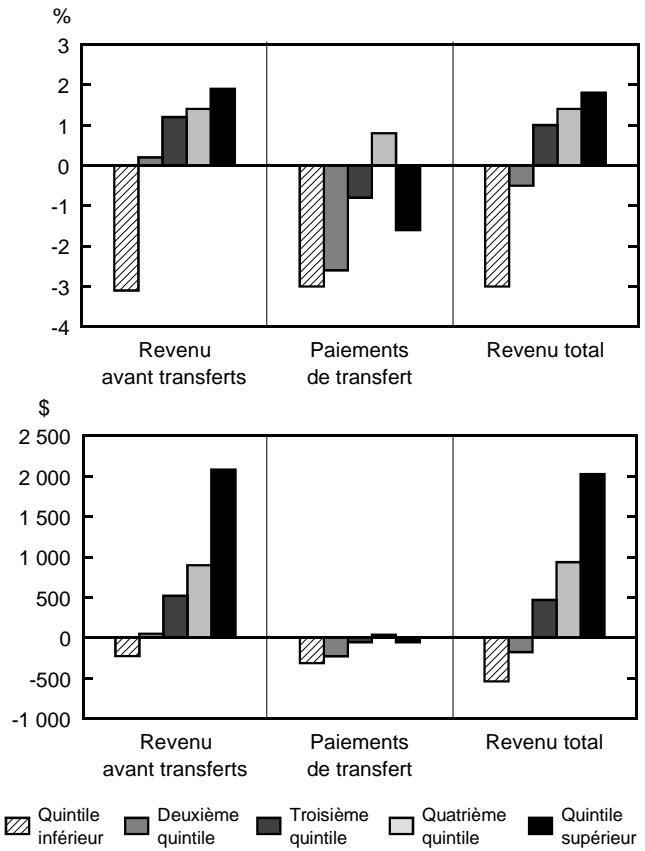 %
3
2
1
0
-1
-2
-3
-4
Revenu
avant transferts
Paiements
de transfert
Revenu total
$
2 500
2 000
1 500
1 000
500
0
-500
-1 000
Revenu
avant transferts
Paiements
de transfert
Revenu total
Quintile
inférieur
Deuxième
quintile
Troisième
quintile
Quatrième
quintile
Quintile
supérieur